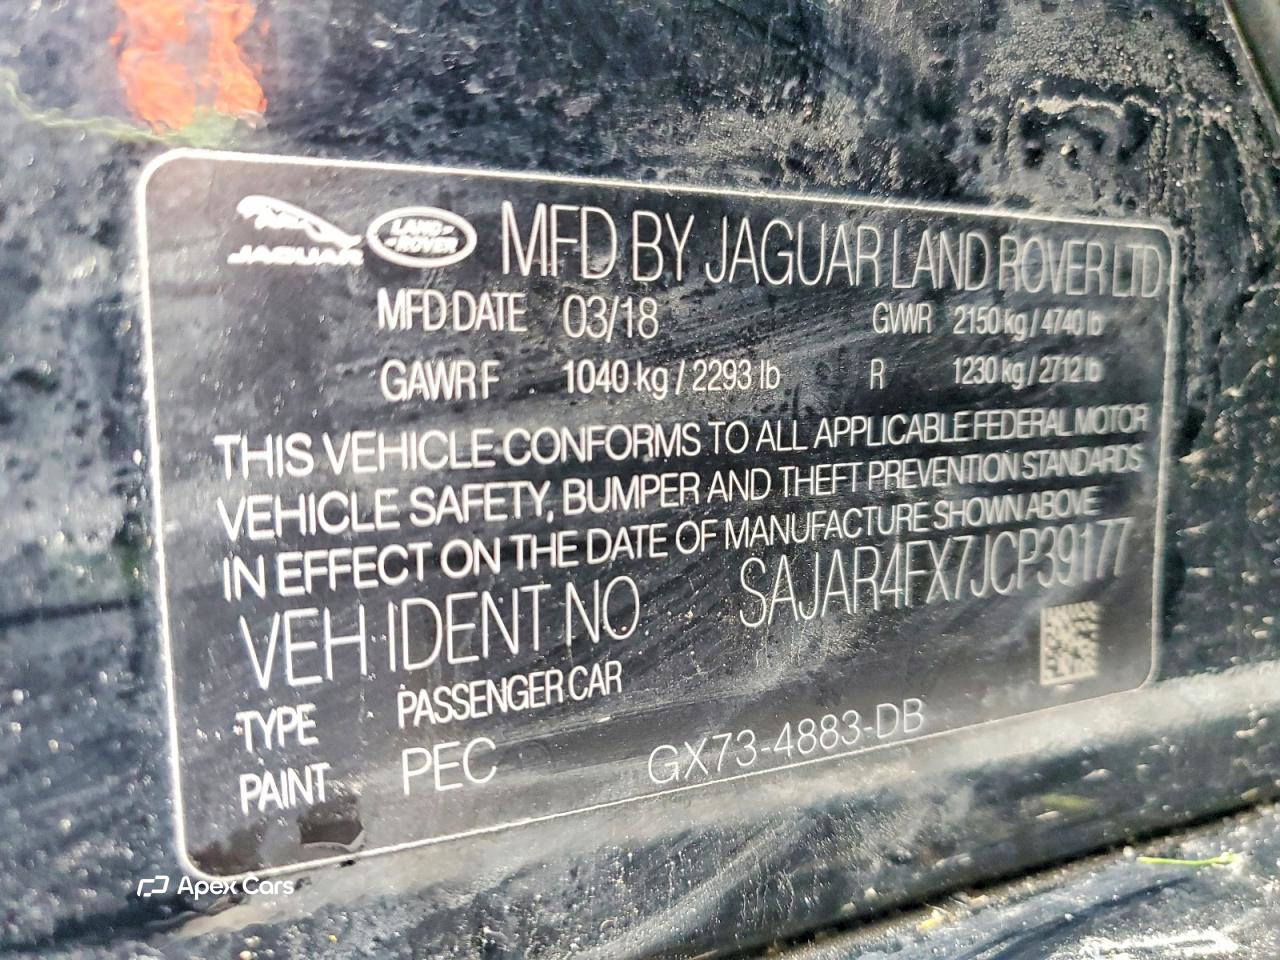 JAGUAR LAND ROVER MFD BY JAGUAR LAND ROVER LTD
MFD DATE 03/18 GWR 2150 kg / 4740 lb
GAWR F 1040 kg / 2293 lb R 1230 kg / 2712 lb
THIS VEHICLE CONFORMS TO ALL APPLICABLE FEDERAL MOTOR
VEHICLE SAFETY, BUMPER AND THEFT PREVENTION STANDARDS
IN EFFECT ON THE DATE OF MANUFACTURE SHOWN ABOVE
VEH IDENT NO SAJAR4FX7JCP39177
TYPE PASSENGER CAR
PAINT PEC GX73-4883-DB
Apex Cars